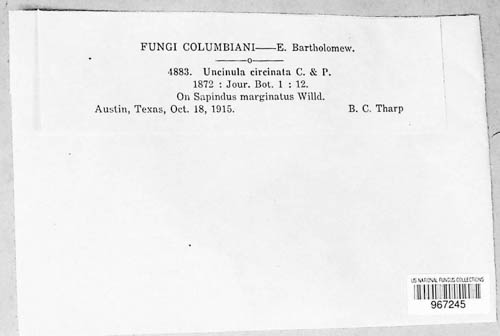 FUNGI COLUMBIANI—E. Bartholomew.
4883. Uncinula circinata C. & P.
1872 : Jour. Bot. 1 : 12.
On Sapindus marginatus Willd.
Austin, Texas, Oct. 18, 1915. B. C. Tharp
US NATIONAL FUNGUS COLLECTIONS
967245